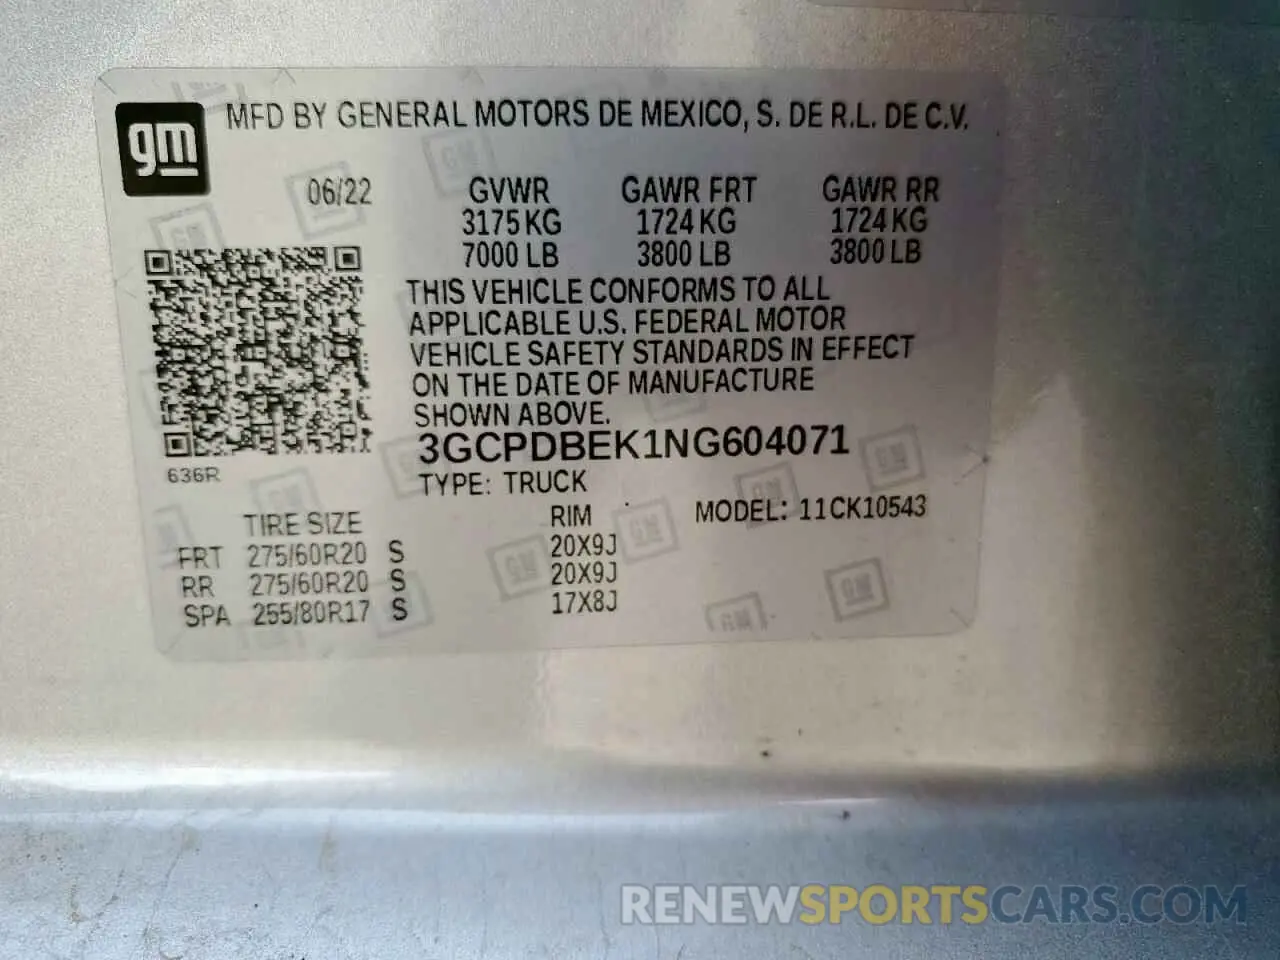 gm
MFD BY GENERAL MOTORS DE MEXICO, S. DE R.L. DE C.V.
06/22 GVWR GAWR FRT GAWR RR
3175 KG 1724 KG 1724 KG
7000 LB 3800 LB 3800 LB
THIS VEHICLE CONFORMS TO ALL
APPLICABLE U.S. FEDERAL MOTOR
VEHICLE SAFETY STANDARDS IN EFFECT
ON THE DATE OF MANUFACTURE
SHOWN ABOVE.
3GCPDBEK1NG604071
636R
TYPE: TRUCK
TIRE SIZE RIM MODEL: 11CK10543
FRT 275/60R20 S 20X9J
RR 275/60R20 S 20X9J
SPA 255/80R17 S 17X8J
RENEWSPORTSCARS.COM